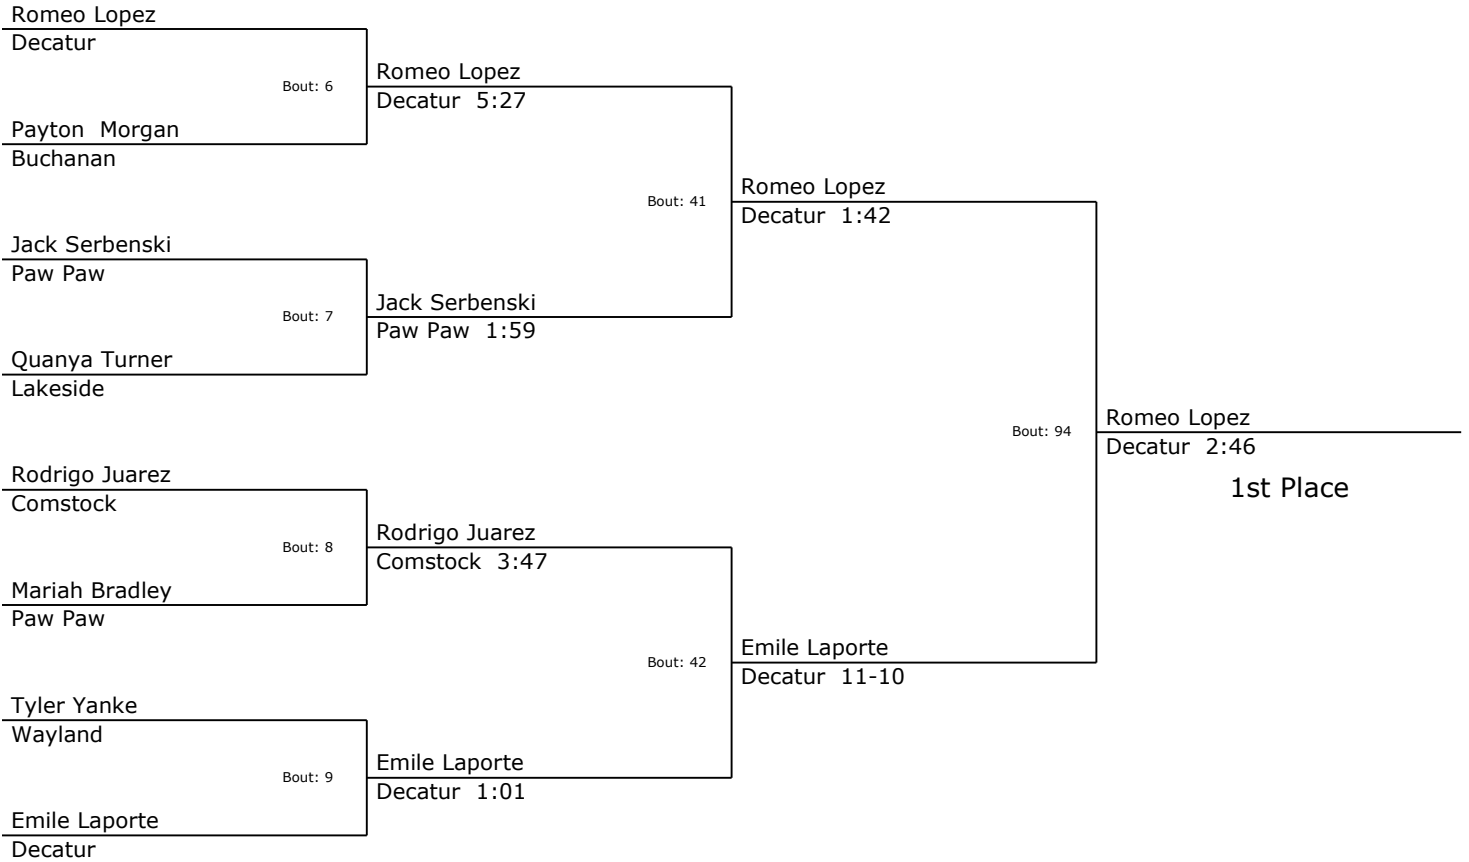 Romeo Lopez
Decatur
Bout: 6
Payton  Morgan
Buchanan
Romeo Lopez
Decatur  5:27
Jack Serbenski
Paw Paw
Bout: 7
Quanya Turner
Lakeside
Jack Serbenski
Paw Paw  1:59
Bout: 41
Romeo Lopez
Decatur  1:42
Rodrigo Juarez
Comstock
Bout: 8
Mariah Bradley
Paw Paw
Rodrigo Juarez
Comstock  3:47
Tyler Yanke
Wayland
Bout: 9
Emile Laporte
Decatur
Emile Laporte
Decatur  1:01
Bout: 42
Emile Laporte
Decatur  11-10
Bout: 94
Romeo Lopez
Decatur  2:46
1st Place